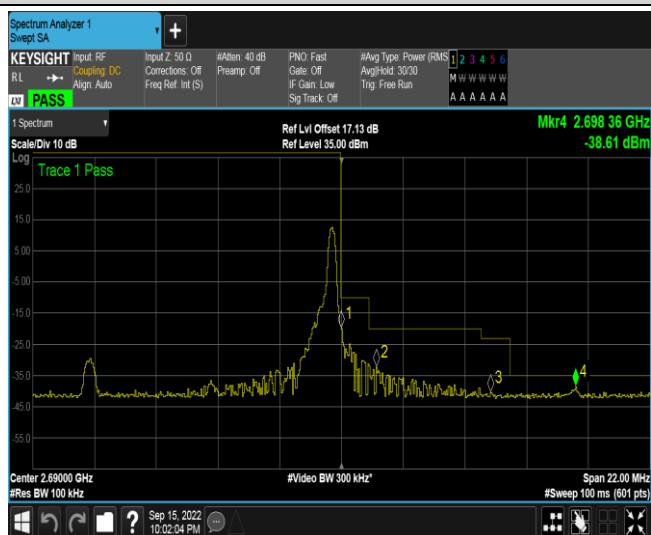 Spectrum Analyzer 1
Swept SA
KEYSIGHT
RL
LXI PASS
Input: RF
Coupling: DC
Align: Auto
Input Z: 50 Ω
Corrections: Off
Freq Ref: Int (S)
#Atten: 40 dB
Preamp: Off
PNO: Fast
Gate: Off
IF Gain: Low
Sig Track: Off
#Avg Type: Power (RMS
Avg|Hold: 30/30
Trig: Free Run
1 2 3 4 5 6
M W W W W W
A A A A A A
1 Spectrum
Scale/Div 10 dB
Ref Lvl Offset 17.13 dB
Ref Level 35.00 dBm
Mkr4 2.698 36 GHz
-38.61 dBm
Log
Trace 1 Pass
25.0
15.0
5.00
-5.00
-15.0
-25.0
-35.0
-45.0
-55.0
1
2
3
4
Center 2.69000 GHz
#Res BW 100 kHz
#Video BW 300 kHz*
Span 22.00 MHz
#Sweep 100 ms (601 pts)
?
Sep 15, 2022
10:02:04 PM